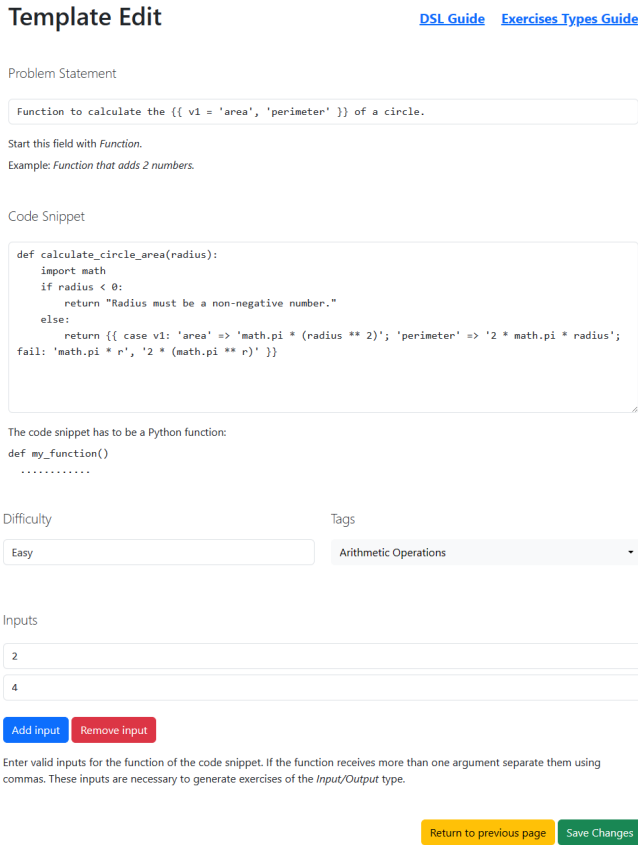 Template Edit
DSL Guide Exercises Types Guide
Problem Statement
Function to calculate the {{ v1 = 'area', 'perimeter' }} of a circle.
Start this field with Function.
Example: Function that adds 2 numbers.
Code Snippet
def calculate_circle_area(radius):
    import math
    if radius < 0:
        return "Radius must be a non-negative number."
    else:
        return {{ case v1: 'area' => 'math.pi * (radius ** 2)'; 'perimeter' => '2 * math.pi * radius';
fail: 'math.pi * r', '2 * (math.pi ** r)' }}
The code snippet has to be a Python function:
def my_function()
  ............
Difficulty Tags
Easy Arithmetic Operations
Inputs
2
4
Add input Remove input
Enter valid inputs for the function of the code snippet. If the function receives more than one argument separate them using
commas. These inputs are necessary to generate exercises of the Input/Output type.
Return to previous page Save Changes